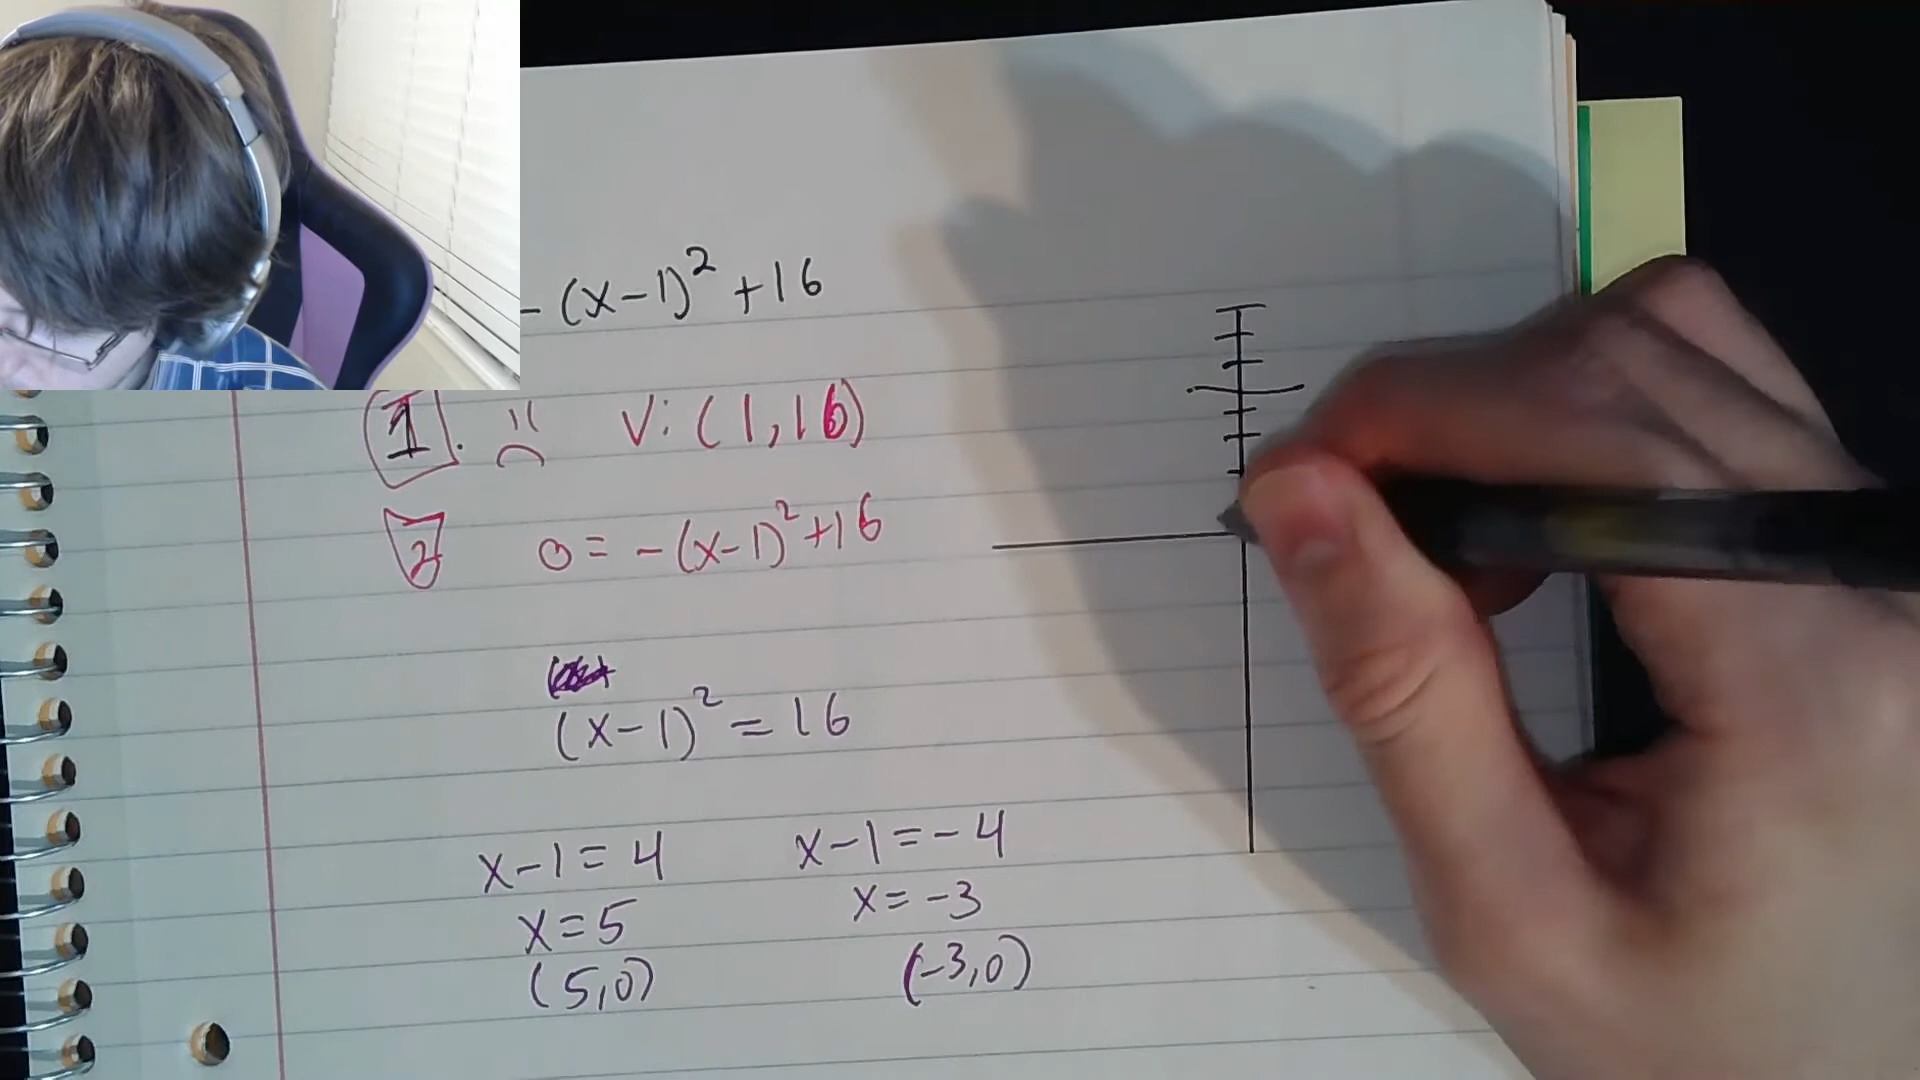 -(x-1)² +16
1. V: (1,16)
2 0 = -(x-1)²+16
(x-1)² = 16
x-1 = 4 x-1 = -4
x=5 x= -3
(5,0) (-3,0)